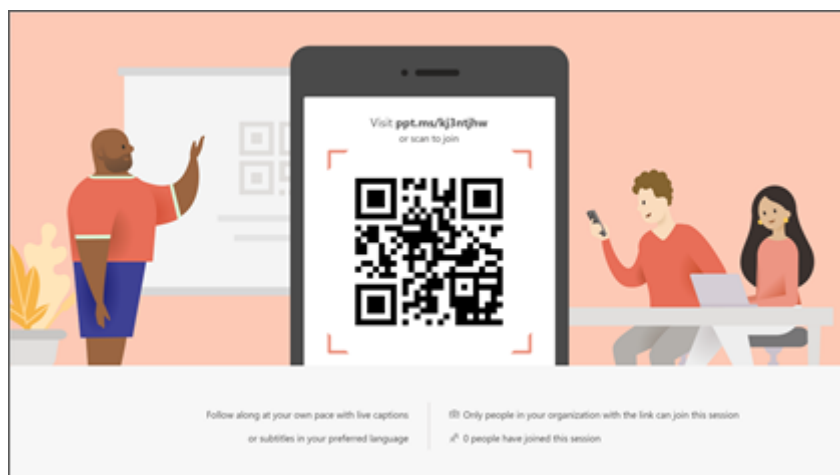 Visit ppt.ms/kj3ntjhw
or scan to join
Follow along at your own pace with live captions
or subtitles in your preferred language
Only people in your organization with the link can join this session
0 people have joined this session